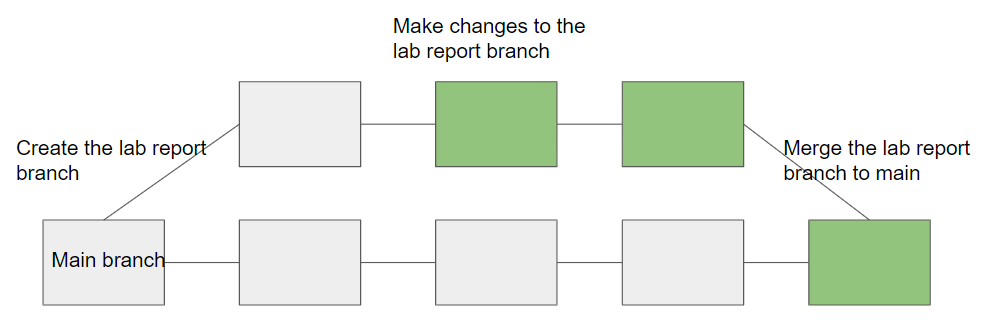 Make changes to the
lab report branch
Create the lab report
branch
Merge the lab report
branch to main
Main branch